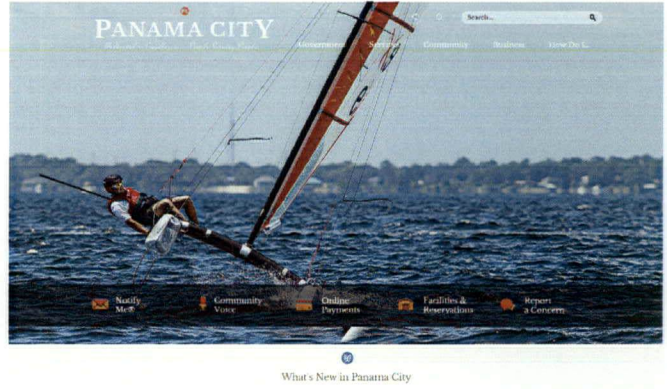 PANAMA CITY
Search...
Government Services Community Business How Do I...
Notify Me®
Community Voice
Online Payments
Facilities & Reservations
Report a Concern
What's New in Panama City